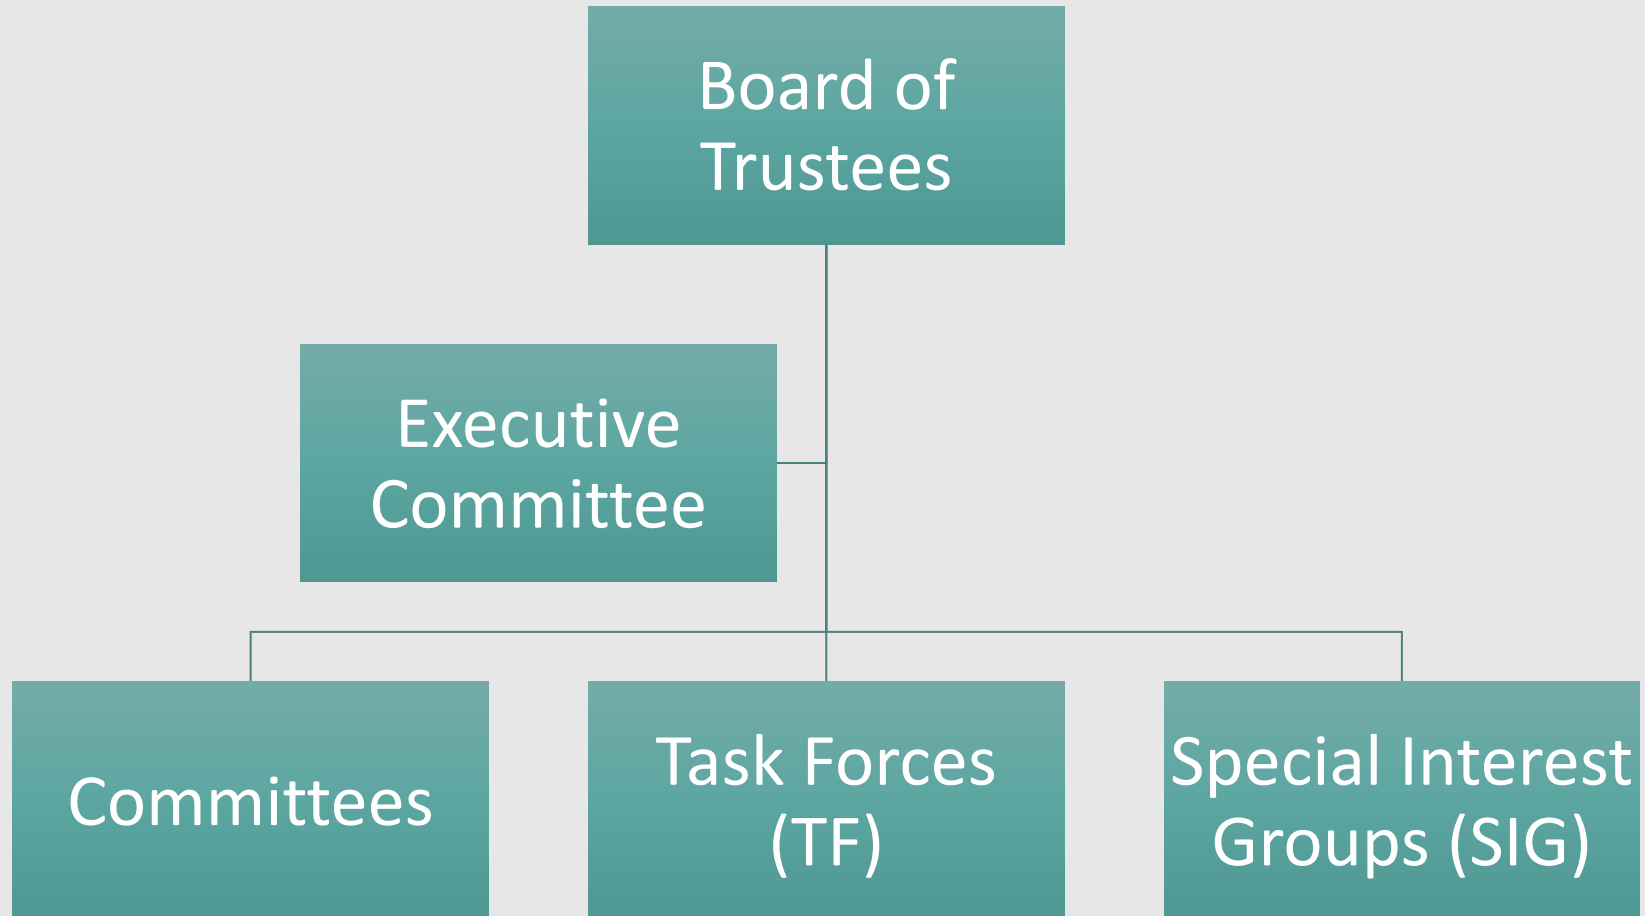 Board of
Trustees
Executive
Committee
Committees
Task Forces
(TF)
Special Interest
Groups (SIG)